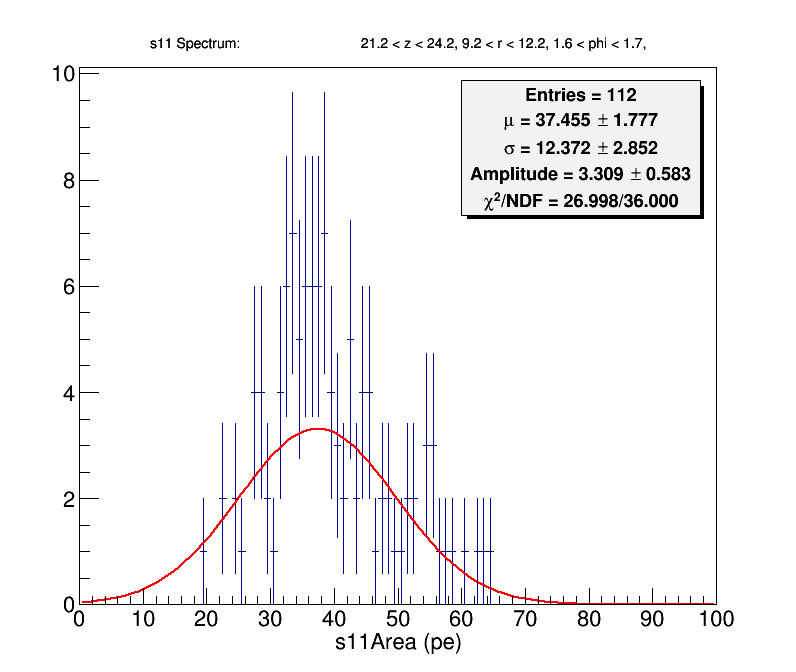 s11 Spectrum: 21.2 < z < 24.2, 9.2 < r < 12.2, 1.6 < phi < 1.7,
Entries = 112
μ = 37.455 ± 1.777
σ = 12.372 ± 2.852
Amplitude = 3.309 ± 0.583
χ²/NDF = 26.998/36.000
10
8
6
4
2
0
0 10 20 30 40 50 60 70 80 90 100
s11Area (pe)